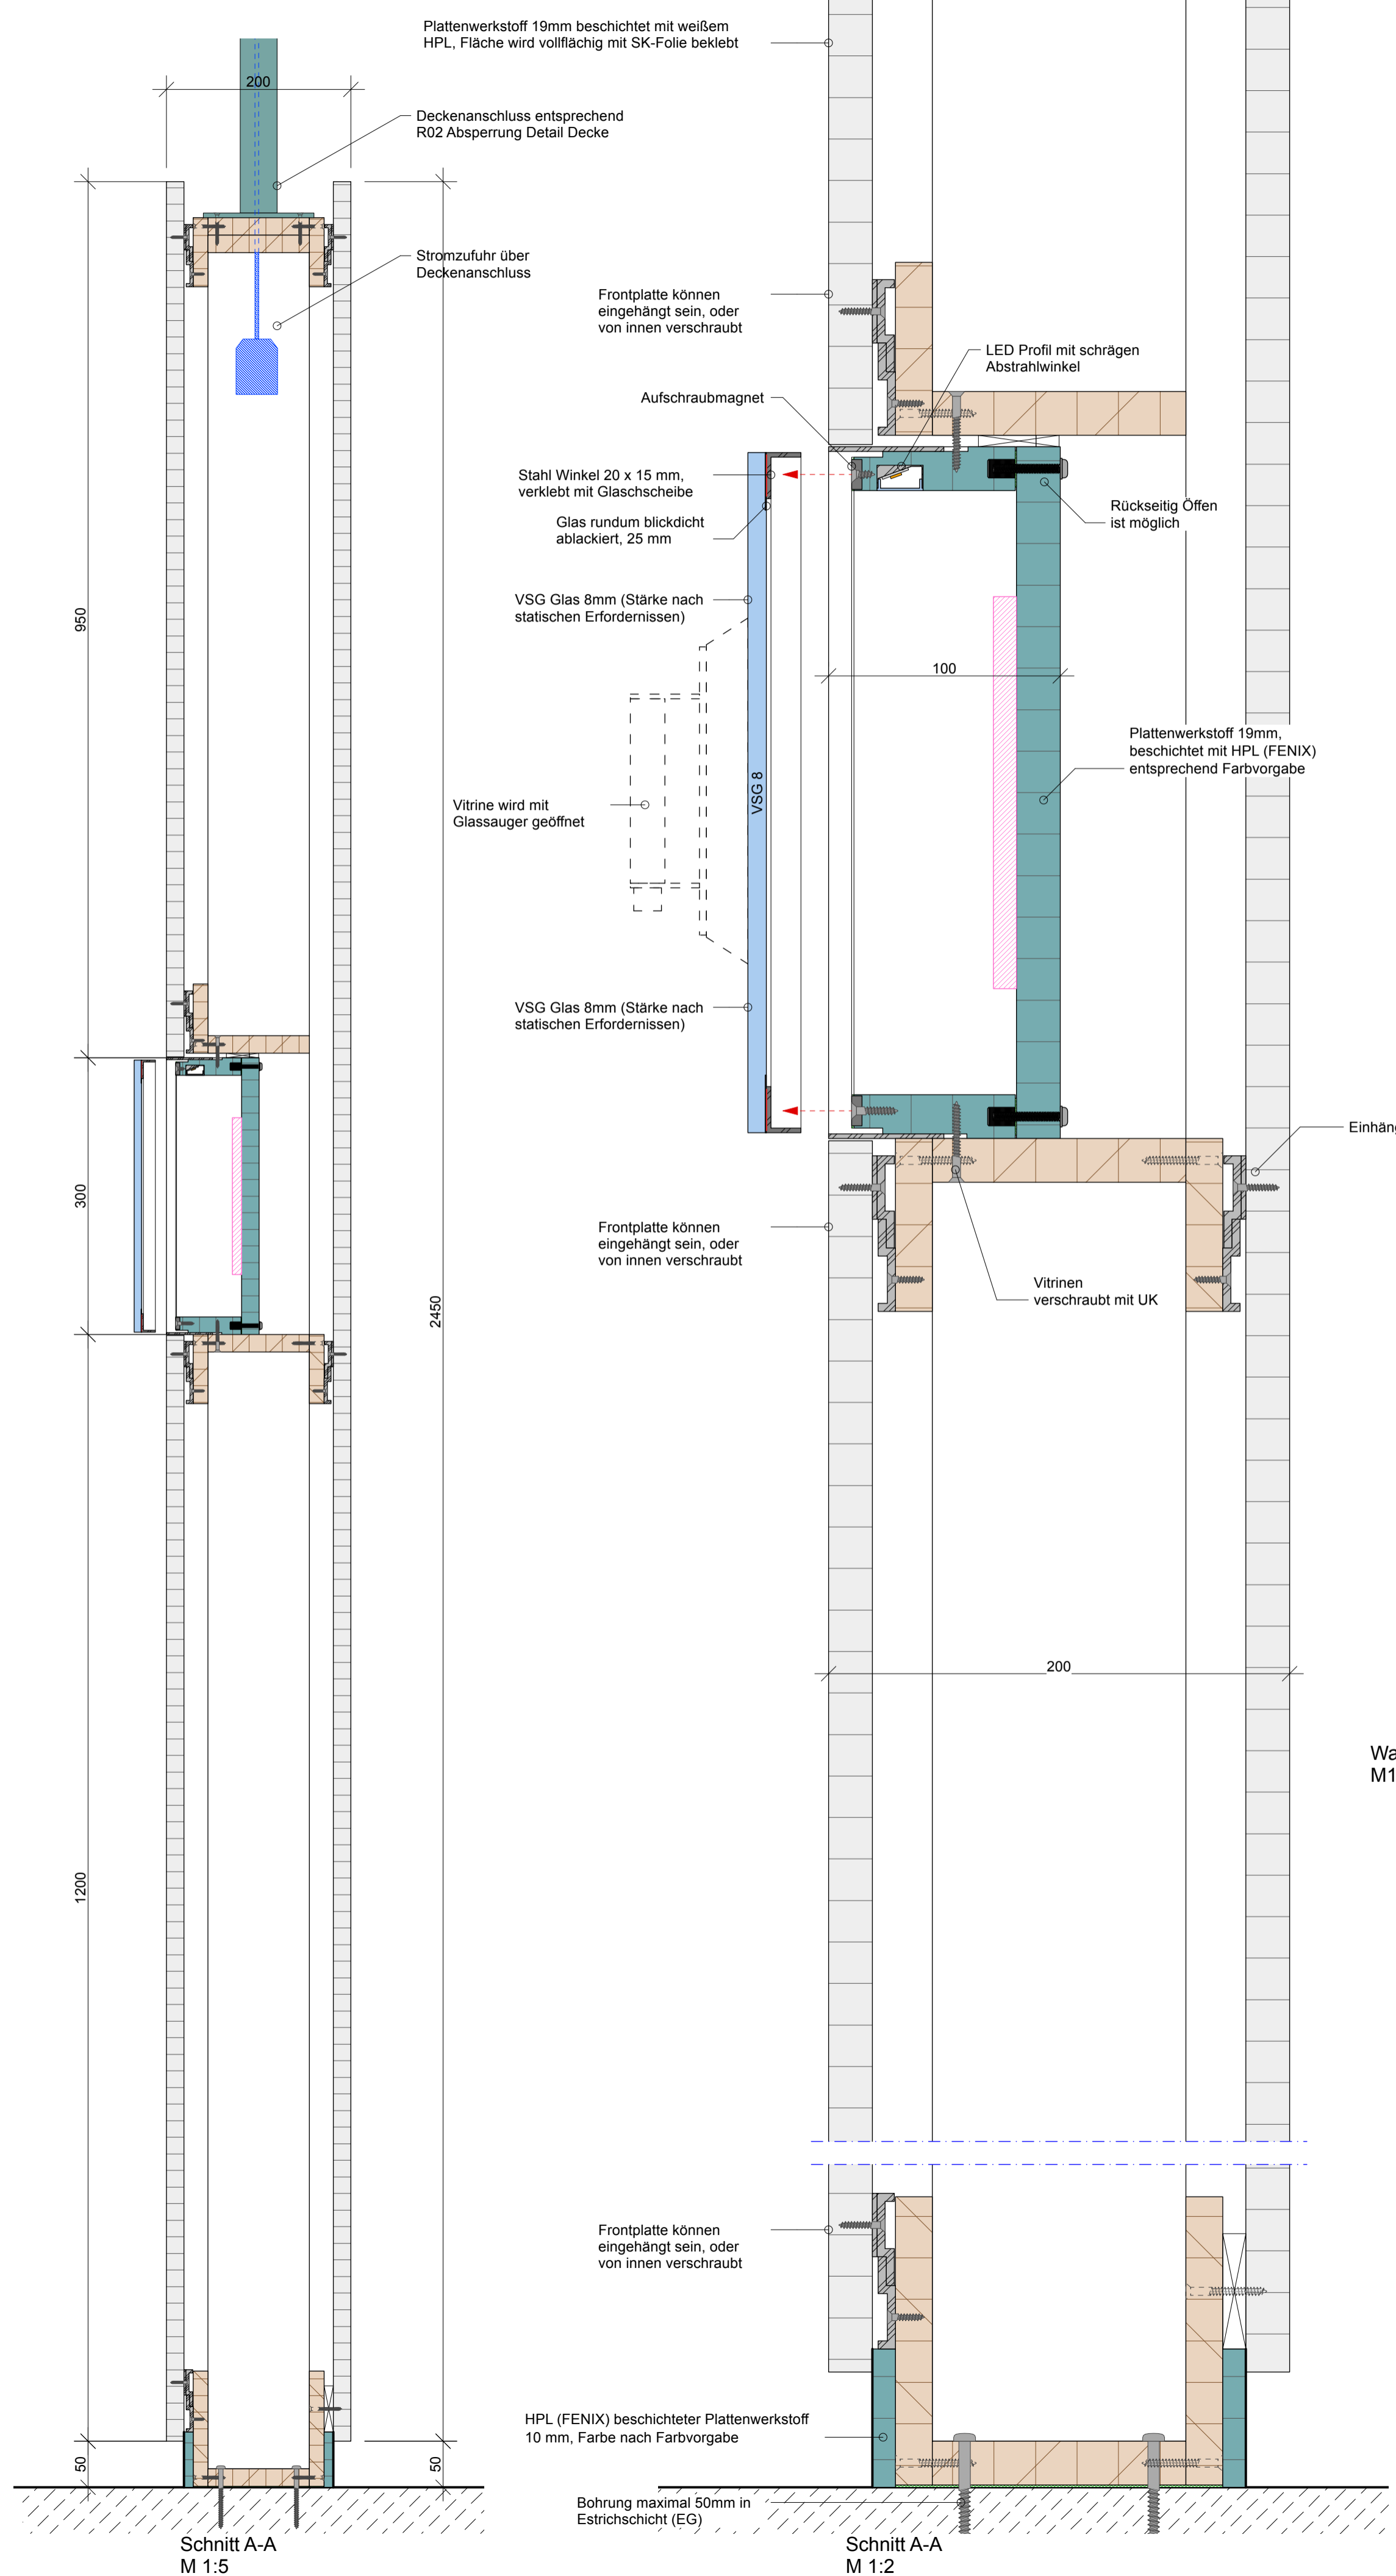 Plattenwerkstoff 19mm beschichtet mit weißem
HPL, Fläche wird vollflächig mit SK-Folie beklebt
200
Deckenanschluss entsprechend
R02 Absperrung Detail Decke
Stromzufuhr über
Deckenanschluss
Frontplatte können
eingehängt sein, oder
von innen verschraubt
LED Profil mit schrägen
Abstrahlwinkel
Aufschraubmagnet
Stahl Winkel 20 x 15 mm,
verklebt mit Glaschscheibe
Rückseitig Öffen
ist möglich
Glas rundum blickdicht
ablackiert, 25 mm
VSG Glas 8mm (Stärke nach
statischen Erfordernissen)
950
100
Plattenwerkstoff 19mm,
beschichtet mit HPL (FENIX)
entsprechend Farbvorgabe
VSG 8
Vitrine wird mit
Glassauger geöffnet
VSG Glas 8mm (Stärke nach
statischen Erfordernissen)
Einhäng
300
Frontplatte können
eingehängt sein, oder
von innen verschraubt
2450
Vitrinen
verschraubt mit UK
200
Wa
M1
1200
Frontplatte können
eingehängt sein, oder
von innen verschraubt
HPL (FENIX) beschichteter Plattenwerkstoff
10 mm, Farbe nach Farbvorgabe
50
50
Bohrung maximal 50mm in
Estrichschicht (EG)
Schnitt A-A
M 1:5
Schnitt A-A
M 1:2